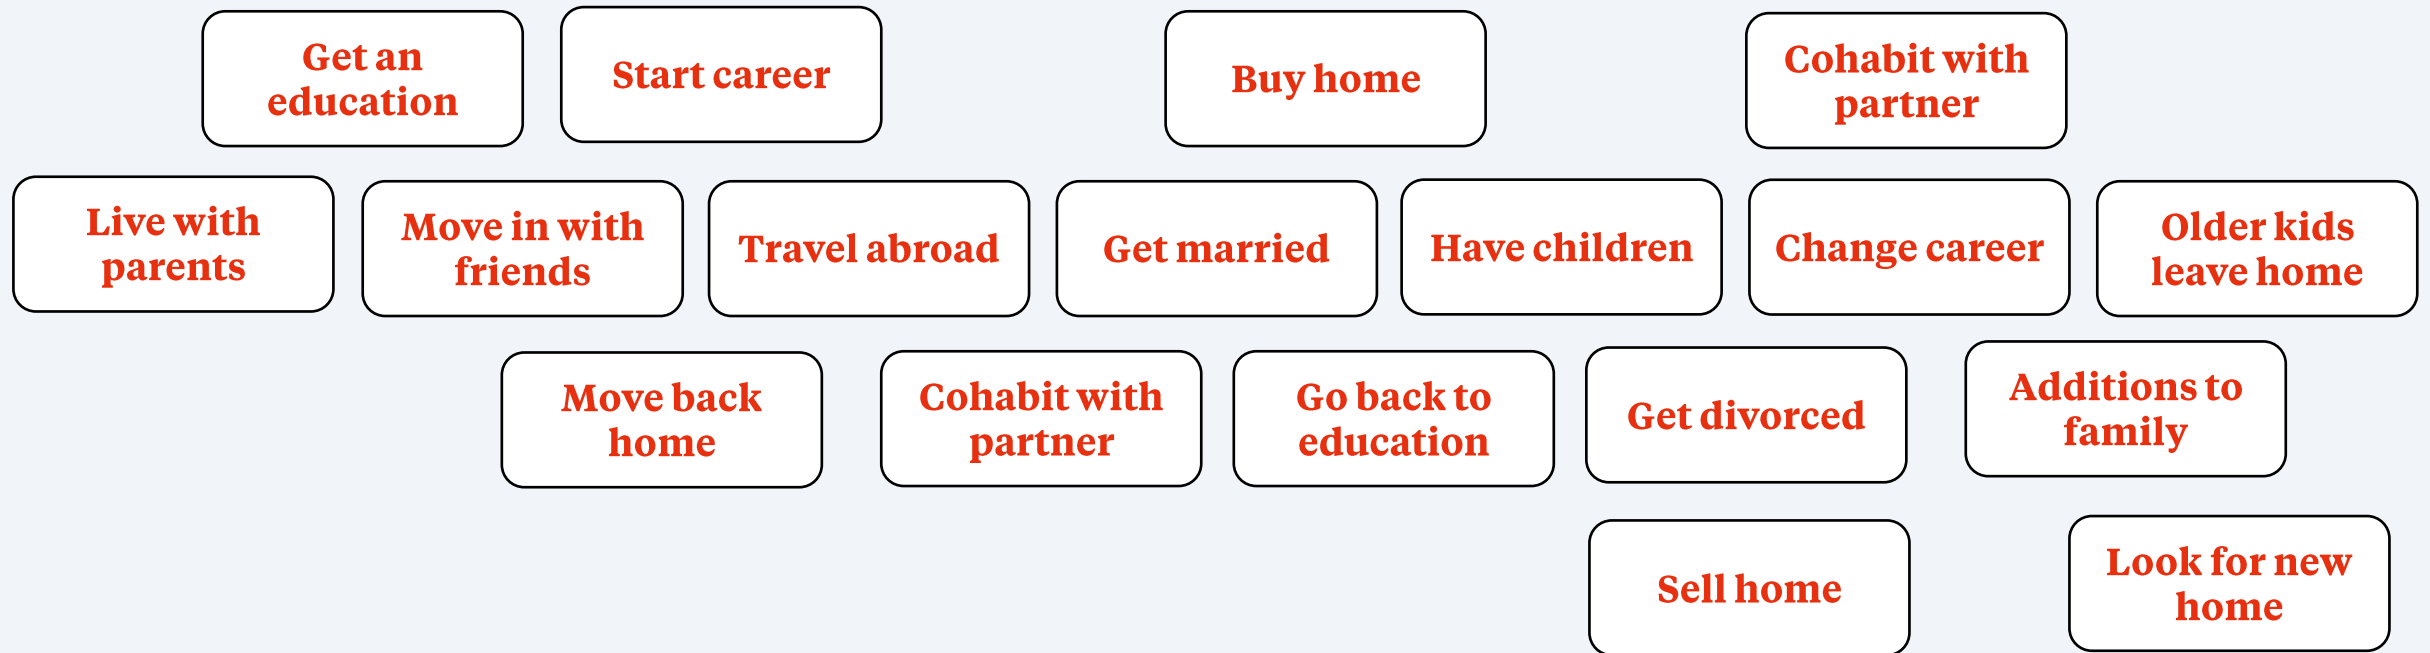 Get an
education
Start career
Buy home
Cohabit with
partner
Live with
parents
Move in with
friends
Travel abroad
Get married
Have children
Change career
Older kids
leave home
Move back
home
Cohabit with
partner
Go back to
education
Get divorced
Additions to
family
Sell home
Look for new
home